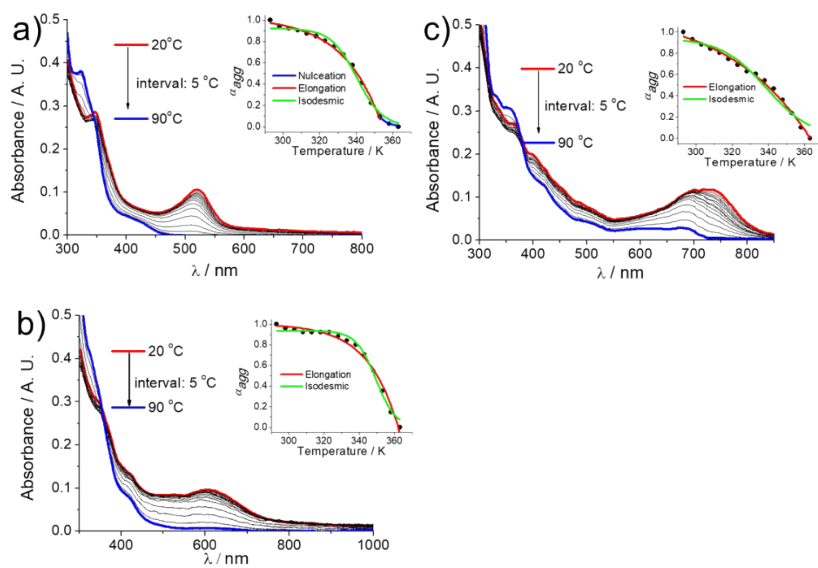 a)
0.5
0.4
0.3
0.2
0.1
0.0
Absorbance / A. U.
20°C
interval: 5 °C
90°C
300 400 500 600 700 800
λ / nm
1.0
0.8
0.6
0.4
0.2
0.0
αagg
Nulceation
Elongation
Isodesmic
300 320 340 360
Temperature / K
c)
0.5
0.4
0.3
0.2
0.1
0.0
Absorbance / A. U.
20 °C
interval: 5 °C
90 °C
300 400 500 600 700 800
λ / nm
1.0
0.8
0.6
0.4
0.2
0.0
αagg
Elongation
Isodesmic
300 320 340 360
Temperature / K
b)
0.5
0.4
0.3
0.2
0.1
0.0
Absorbance / A. U.
20 °C
interval: 5 °C
90 °C
400 600 800 1000
λ / nm
1.0
0.8
0.6
0.4
0.2
0.0
αagg
Elongation
Isodesmic
300 320 340 360
Temperature / K